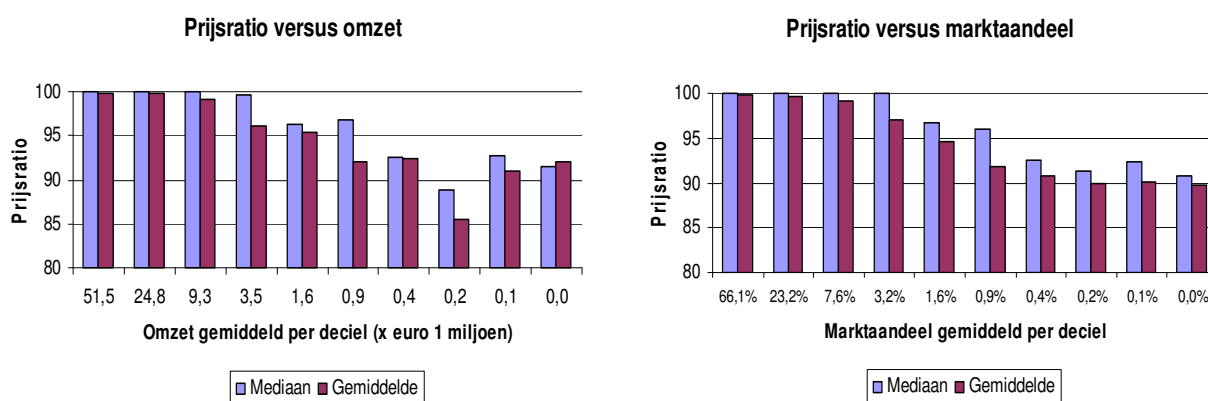 Prijsratio versus omzet
Prijsratio
100
95
90
85
80
51,5 24,8 9,3 3,5 1,6 0,9 0,4 0,2 0,1 0,0
Omzet gemiddeld per deciel (x euro 1 miljoen)
Mediaan Gemiddelde
Prijsratio versus marktaandeel
Prijsratio
100
95
90
85
80
66,1% 23,2% 7,6% 3,2% 1,6% 0,9% 0,4% 0,2% 0,1% 0,0%
Marktaandeel gemiddeld per deciel
Mediaan Gemiddelde